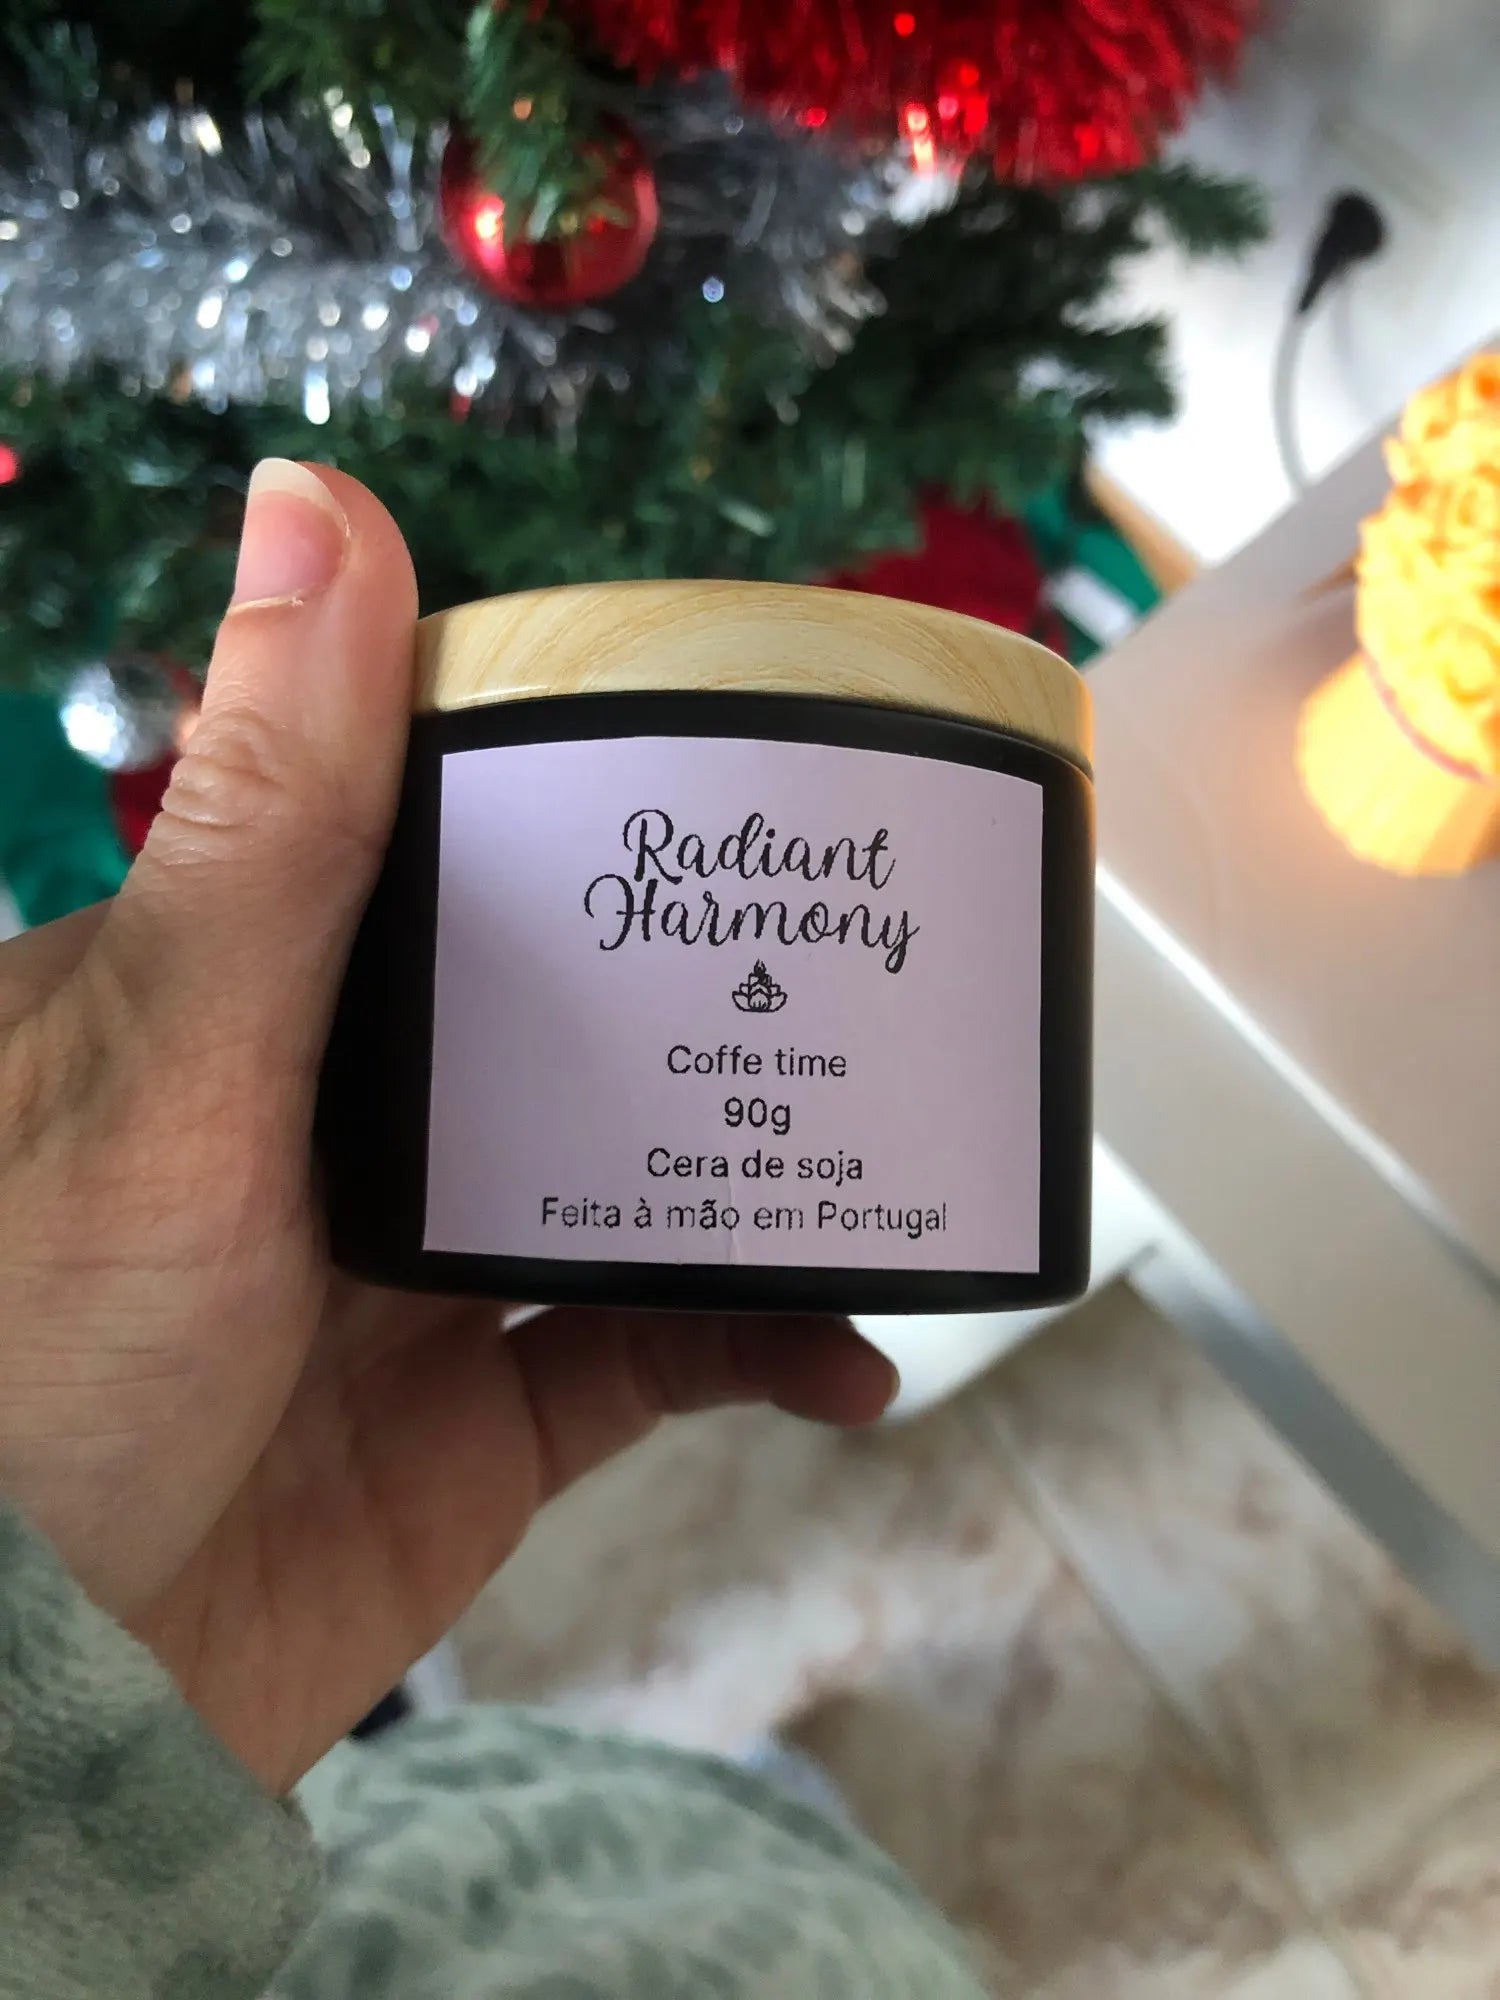 Radiant
Harmony
Coffe time
90g
Cera de soja
Feita à mão em Portugal